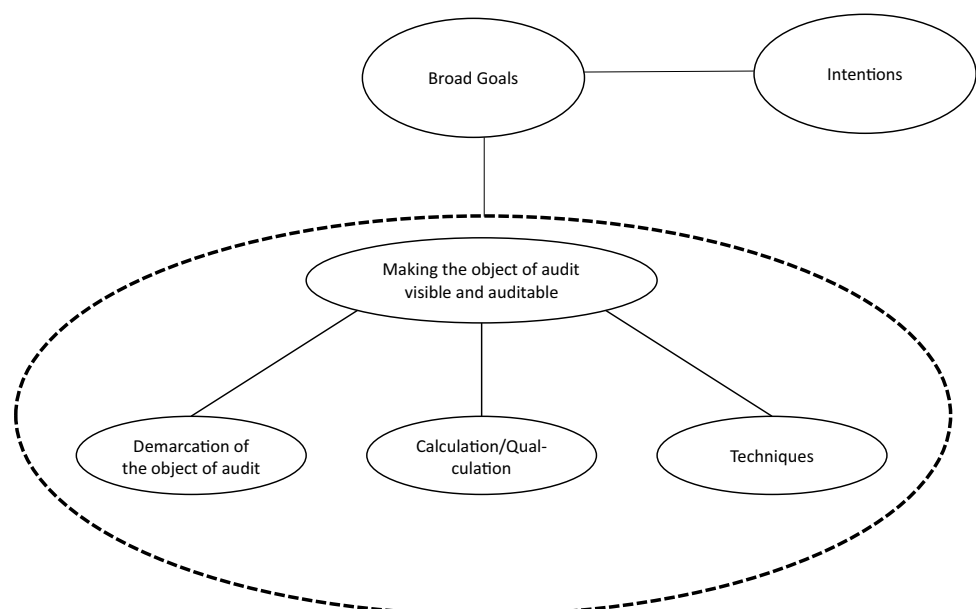 Broad Goals
Intentions
Making the object of audit
visible and auditable
Demarcation of
the object of audit
Calculation/Qual-
culation
Techniques